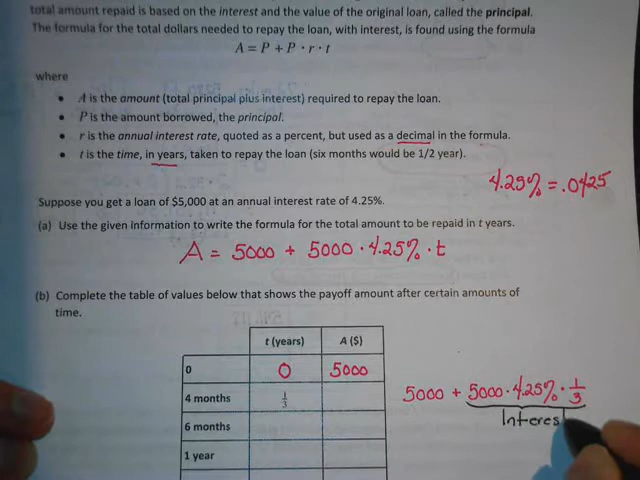 total amount repaid is based on the interest and the value of the original loan, called the principal.
The formula for the total dollars needed to repay the loan, with interest, is found using the formula
A = P + P · r · t
where
• A is the amount (total principal plus interest) required to repay the loan.
• P is the amount borrowed, the principal.
• r is the annual interest rate, quoted as a percent, but used as a decimal in the formula.
• t is the time, in years, taken to repay the loan (six months would be 1/2 year).
4.25% = .0425
Suppose you get a loan of $5,000 at an annual interest rate of 4.25%.
(a) Use the given information to write the formula for the total amount to be repaid in t years.
A = 5000 + 5000 · 4.25% · t
(b) Complete the table of values below that shows the payoff amount after certain amounts of
time.
t (years) A ($)
0 0 5000
4 months 1/3
5000 + 5000 · 4.25% · 1/3
Interes
6 months
1 year